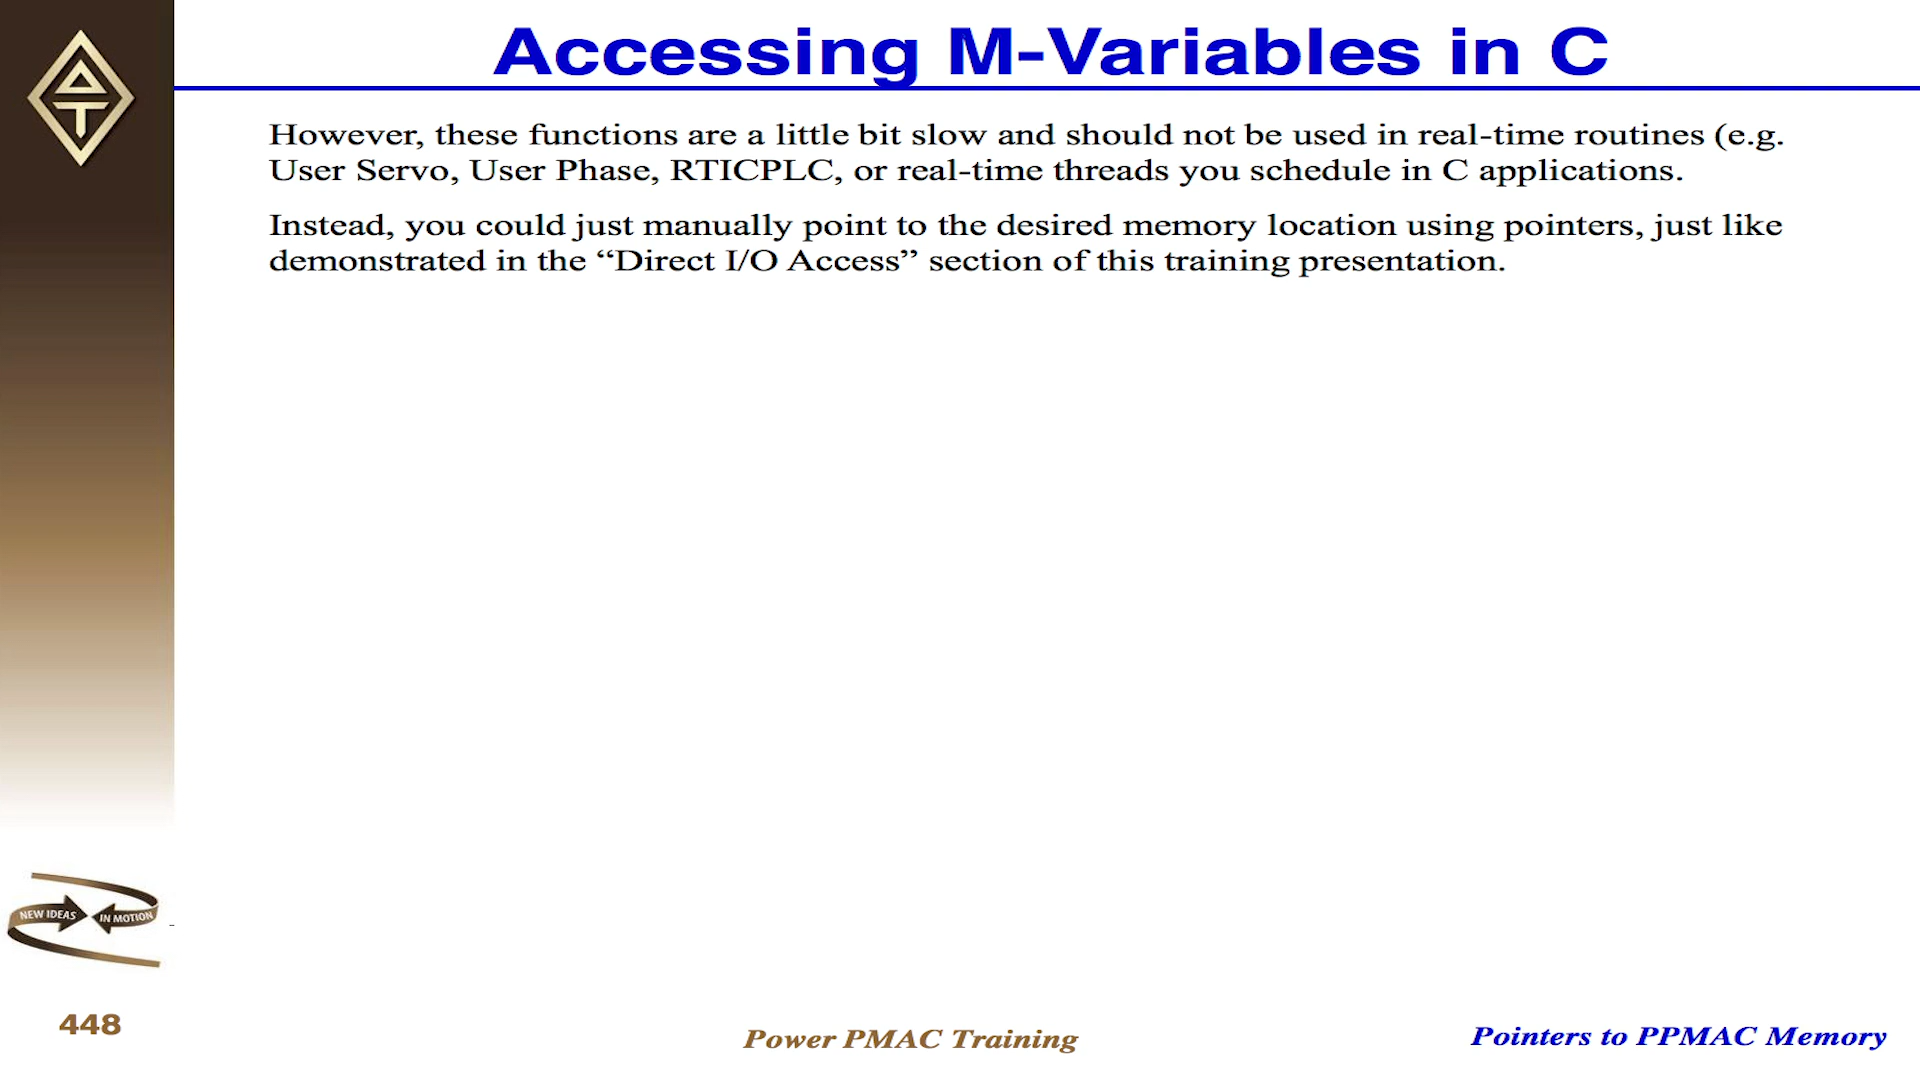 Accessing M-Variables in C
However, these functions are a little bit slow and should not be used in real-time routines (e.g.
User Servo, User Phase, RTICPLC, or real-time threads you schedule in C applications.
Instead, you could just manually point to the desired memory location using pointers, just like
demonstrated in the “Direct I/O Access” section of this training presentation.
NEW IDEAS IN MOTION
448
Power PMAC Training
Pointers to PPMAC Memory